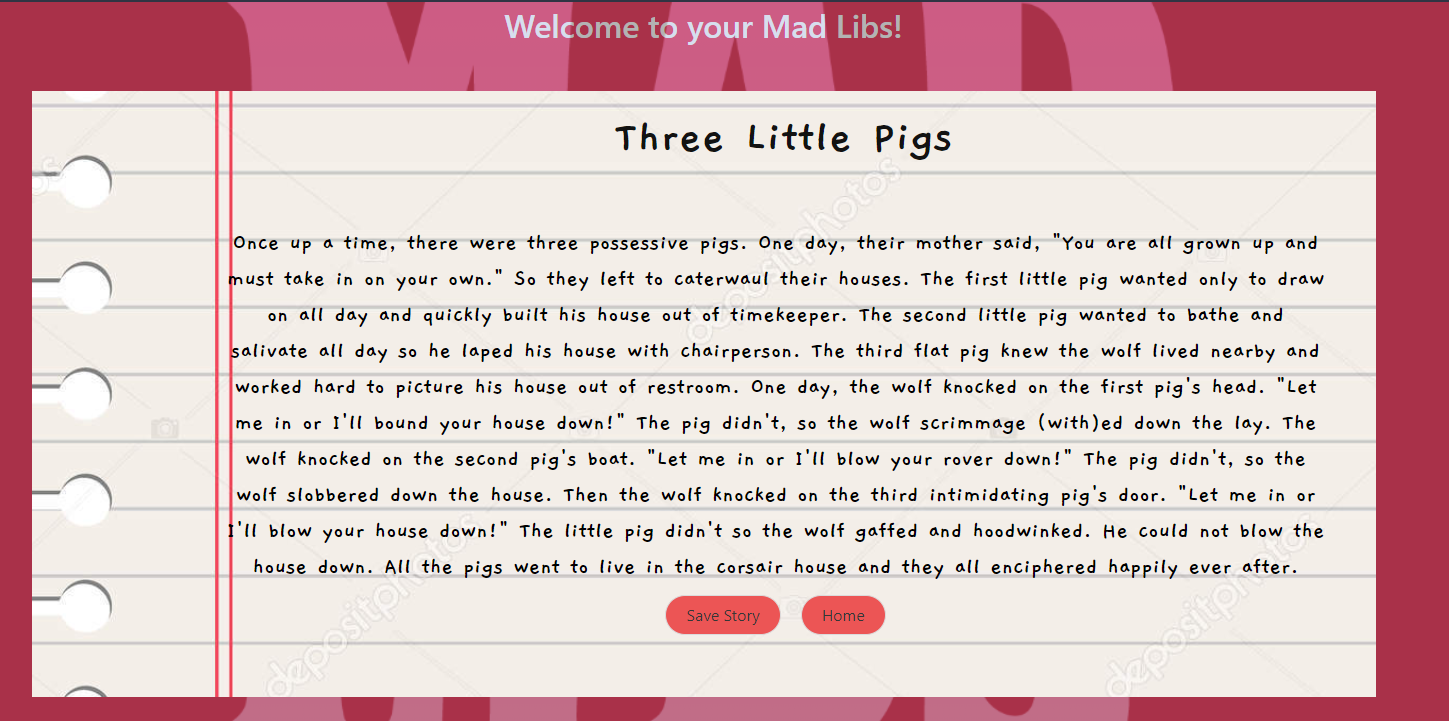 MAD
Welcome to your Mad Libs!
Three Little Pigs
Once up a time, there were three possessive pigs. One day, their mother said, "You are all grown up and
must take in on your own." So they left to caterwaul their houses. The first little pig wanted only to draw
on all day and quickly built his house out of timekeeper. The second little pig wanted to bathe and
salivate all day so he laped his house with chairperson. The third flat pig knew the wolf lived nearby and
worked hard to picture his house out of restroom. One day, the wolf knocked on the first pig's head. "Let
me in or I'll bound your house down!" The pig didn't, so the wolf scrimmage (with)ed down the lay. The
wolf knocked on the second pig's boat. "Let me in or I'll blow your rover down!" The pig didn't, so the
wolf slobbered down the house. Then the wolf knocked on the third intimidating pig's door. "Let me in or
I'll blow your house down!" The little pig didn't so the wolf gaffed and hoodwinked. He could not blow the
house down. All the pigs went to live in the corsair house and they all enciphered happily ever after.
Save Story Home
depositphotos
depositphotos
depositphotos